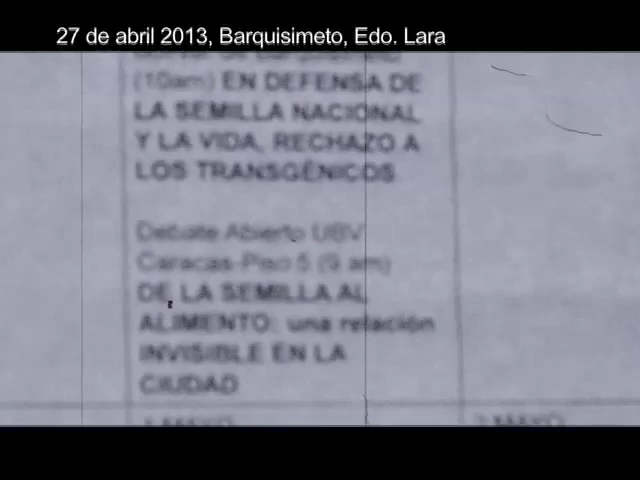 27 de abril 2013, Barquisimeto, Edo. Lara
(10am) EN DEFENSA DE
LA SEMILLA NACIONAL
Y LA VIDA, RECHAZO A
LOS TRANSGÉNICOS
Debate Abierto UBV
Caracas-Piso 5 (9 am)
DE LA SEMILLA AL
ALIMENTO: una relación
INVISIBLE EN LA
CIUDAD